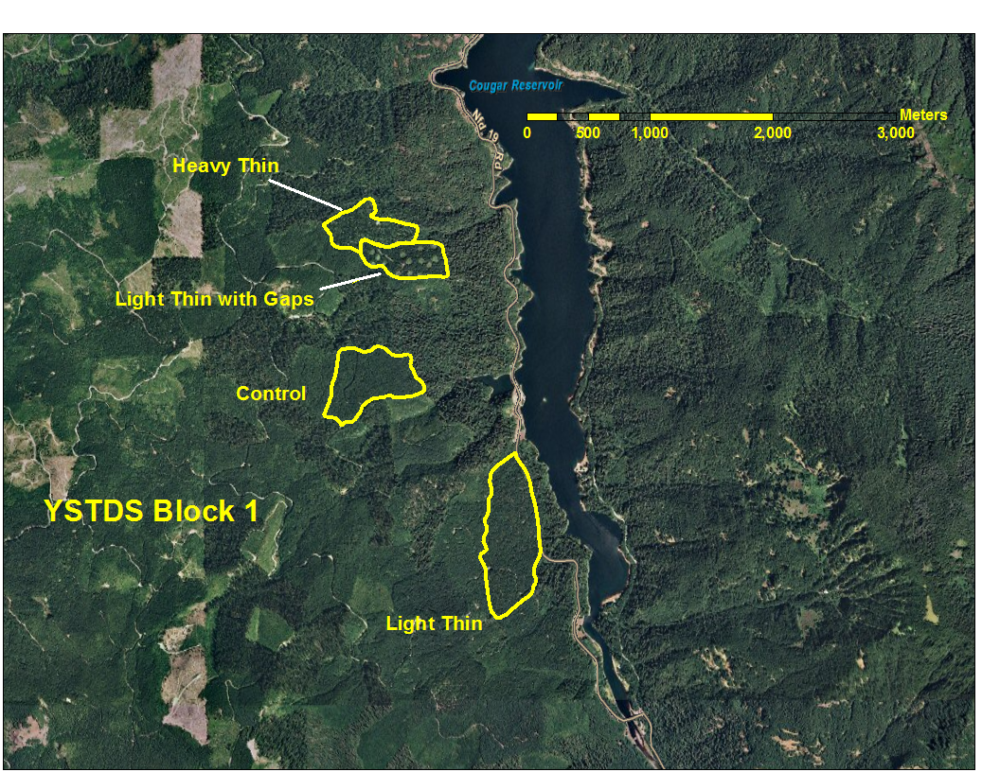 Cougar Reservoir
Meters
0 500 1,000 2,000 3,000
Nfd 19 Rd
Heavy Thin
Light Thin with Gaps
Control
YSTDS Block 1
Light Thin